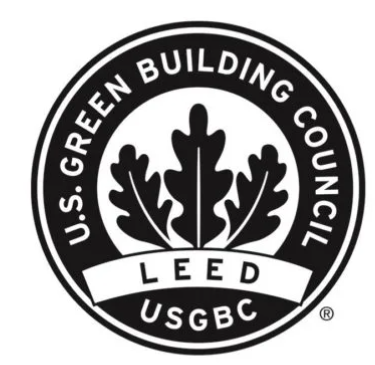 U.S. GREEN BUILDING COUNCIL
LEED
USGBC
®